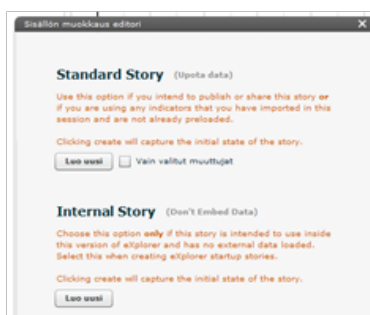 Sisällön muokkaus editori
Standard Story (Upota data)
Use this option if you intend to publish or share this story or
if you are using any indicators that you have imported in this
session and are not already preloaded.
Clicking create will capture the initial state of the story.
Luo uusi Vain valitut muuttujat
Internal Story (Don't Embed Data)
Choose this option only if this story is intended to use inside
this version of eXplorer and has no external data loaded.
Select this when creating eXplorer startup stories.
Clicking create will capture the initial state of the story.
Luo uusi